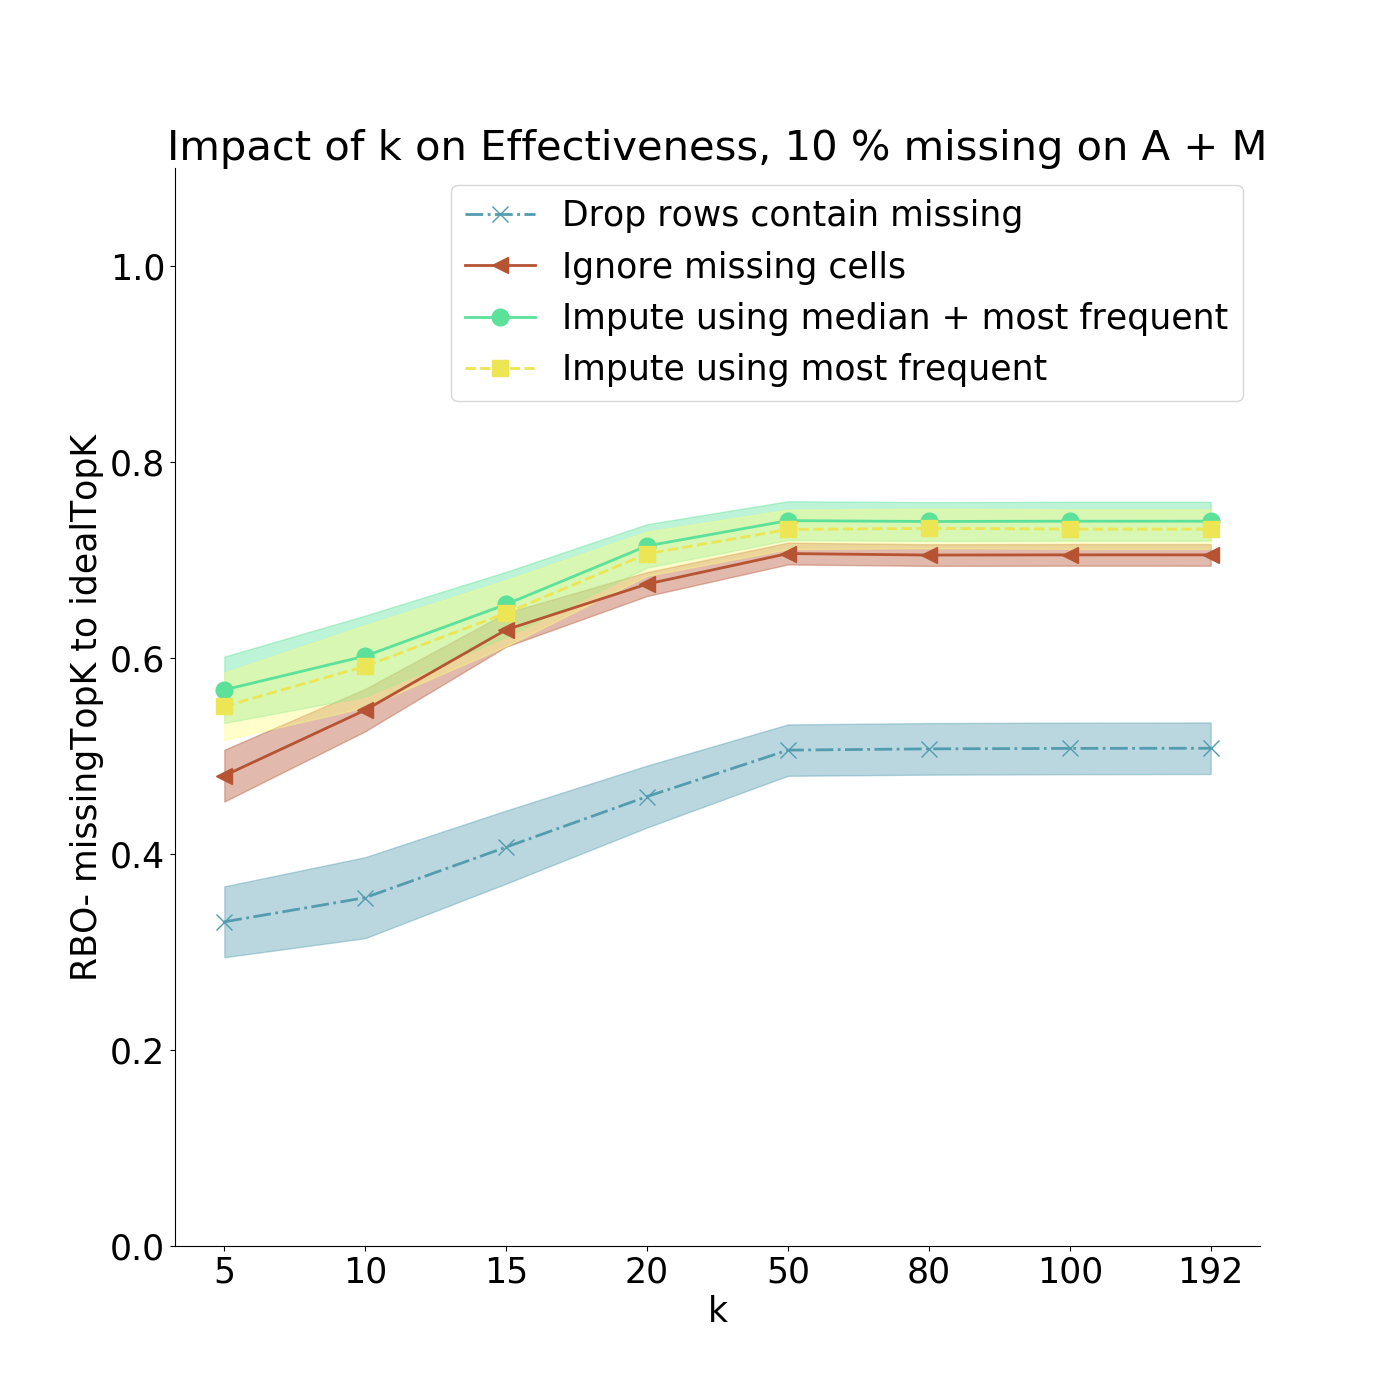 Impact of k on Effectiveness, 10 % missing on A + M
Drop rows contain missing
Ignore missing cells
Impute using median + most frequent
Impute using most frequent
RBO- missingTopK to idealTopK
1.0
0.8
0.6
0.4
0.2
0.0
5 10 15 20 50 80 100 192
k